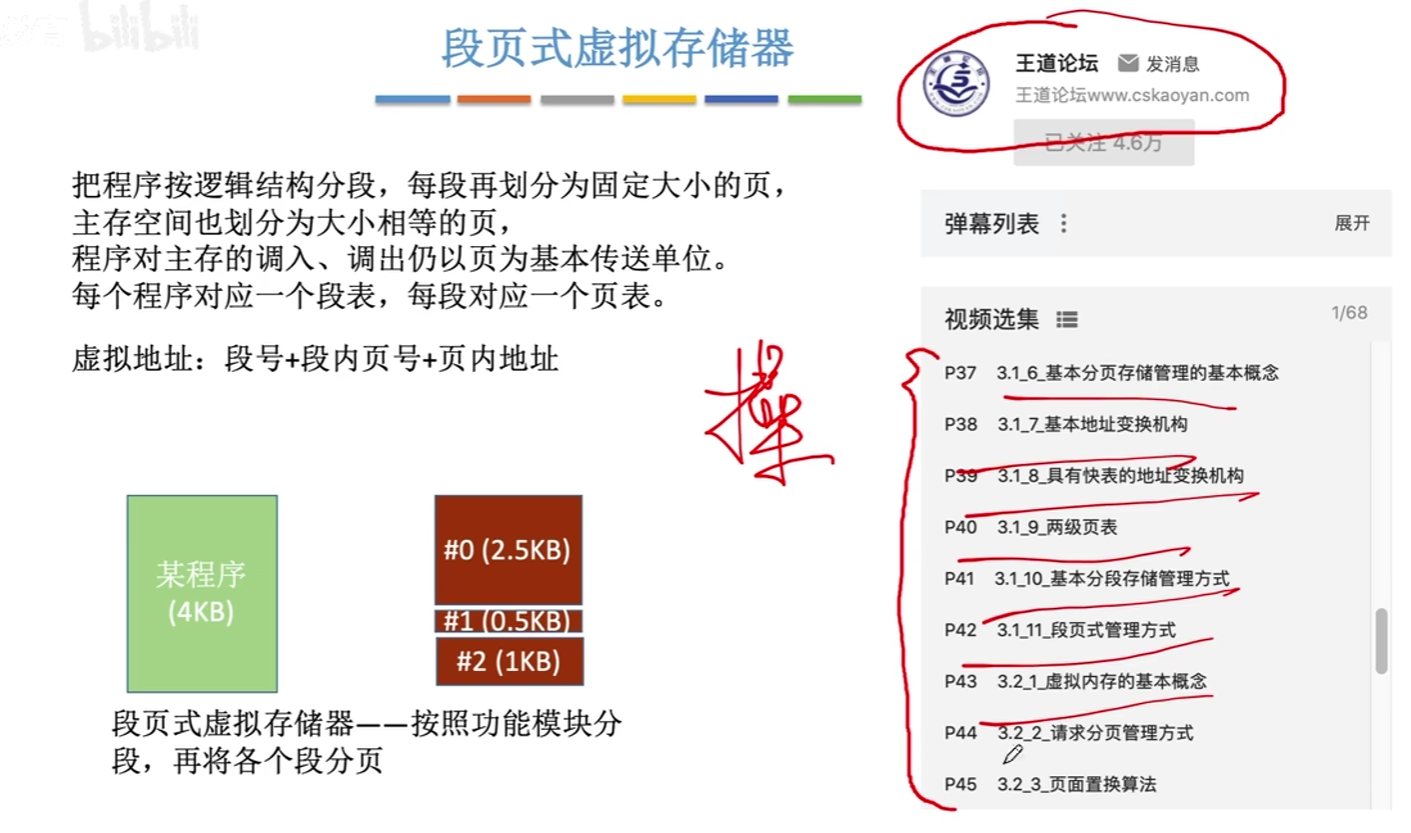 bilibili
段页式虚拟存储器
把程序按逻辑结构分段，每段再划分为固定大小的页，
主存空间也划分为大小相等的页，
程序对主存的调入、调出仍以页为基本传送单位。
每个程序对应一个段表，每段对应一个页表。
虚拟地址：段号+段内页号+页内地址
操
某程序
(4KB)
#0 (2.5KB)
#1 (0.5KB)
#2 (1KB)
段页式虚拟存储器——按照功能模块分
段，再将各个段分页
王道论坛 发消息
王道论坛www.cskaoyan.com
已关注 4.6万
弹幕列表 展开
视频选集 1/68
P37 3.1_6_基本分页存储管理的基本概念
P38 3.1_7_基本地址变换机构
P39 3.1_8_具有快表的地址变换机构
P40 3.1_9_两级页表
P41 3.1_10_基本分段存储管理方式
P42 3.1_11_段页式管理方式
P43 3.2_1_虚拟内存的基本概念
P44 3.2_2_请求分页管理方式
P45 3.2_3_页面置换算法